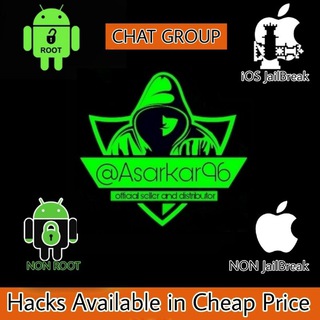 CHAT GROUP
ROOT
iOS JailBreak
@Asarkar96
official seller and distributor
NON ROOT
NON JailBreak
Hacks Available in Cheap Price